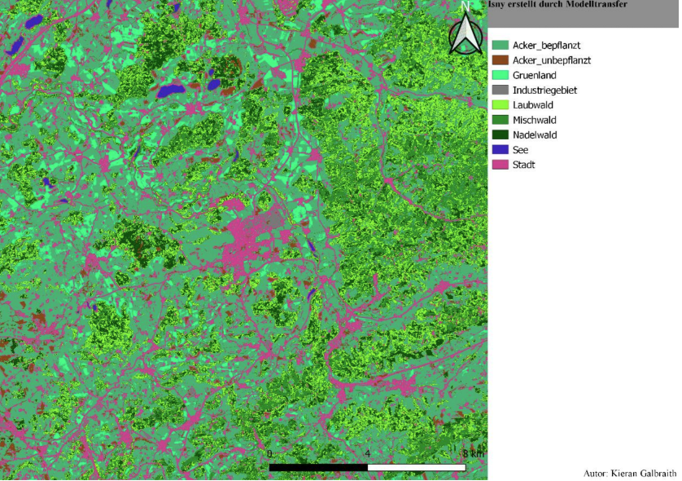 Isny erstellt durch Modelltransfer
N
Acker_bepflanzt
Acker_unbepflanzt
Gruenland
Industriegebiet
Laubwald
Mischwald
Nadelwald
See
Stadt
0 4 8 km
Autor: Kieran Galbraith